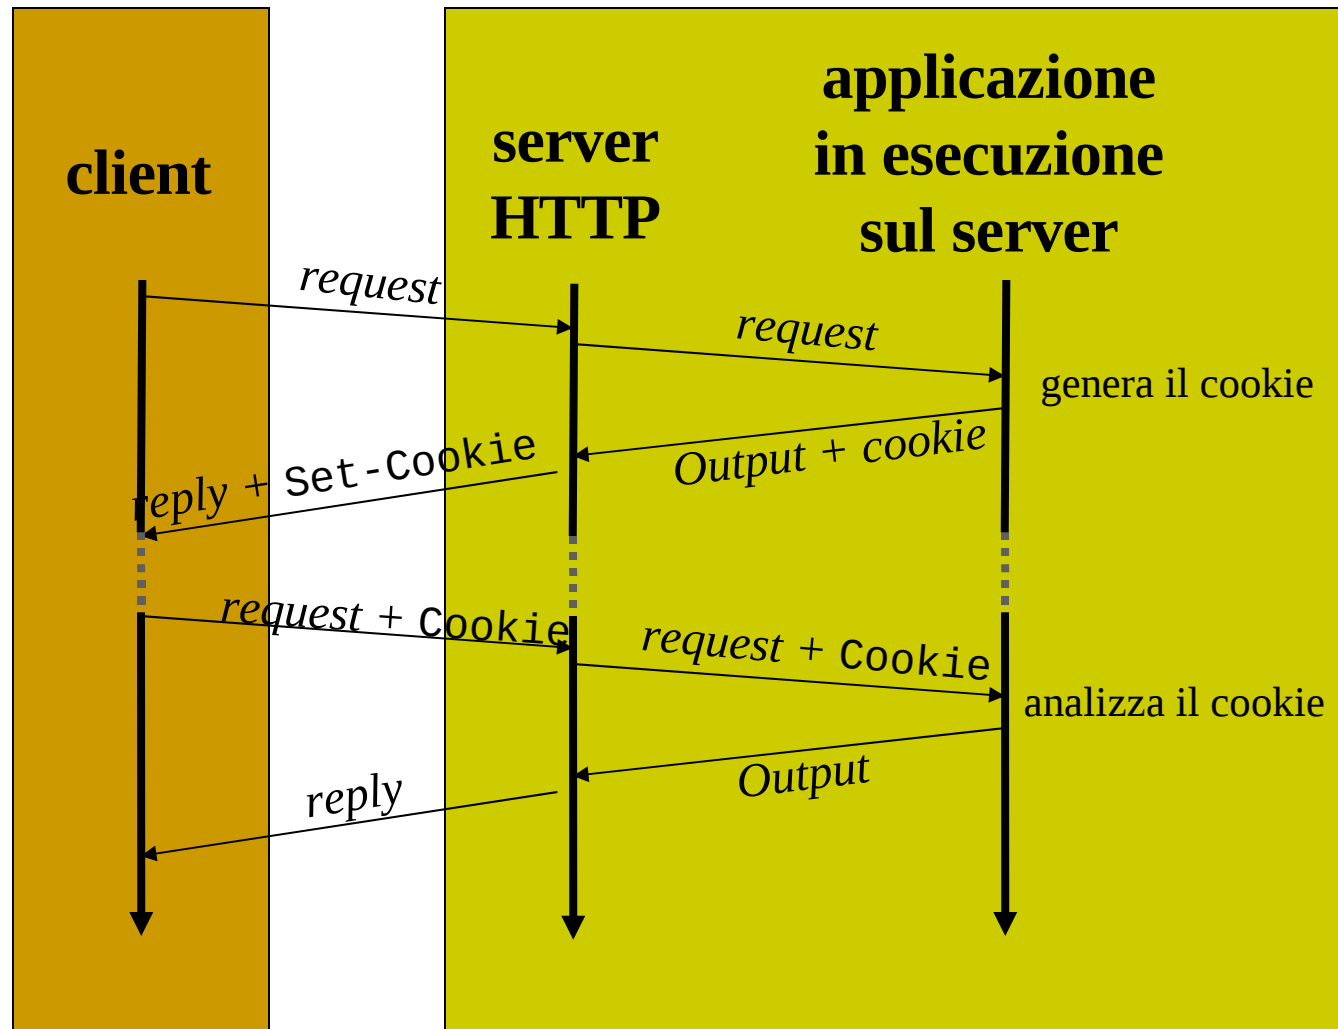 client
server
HTTP
applicazione
in esecuzione
sul server
request
request
genera il cookie
Output + cookie
reply + Set-Cookie
request + Cookie
request + Cookie
analizza il cookie
Output
reply